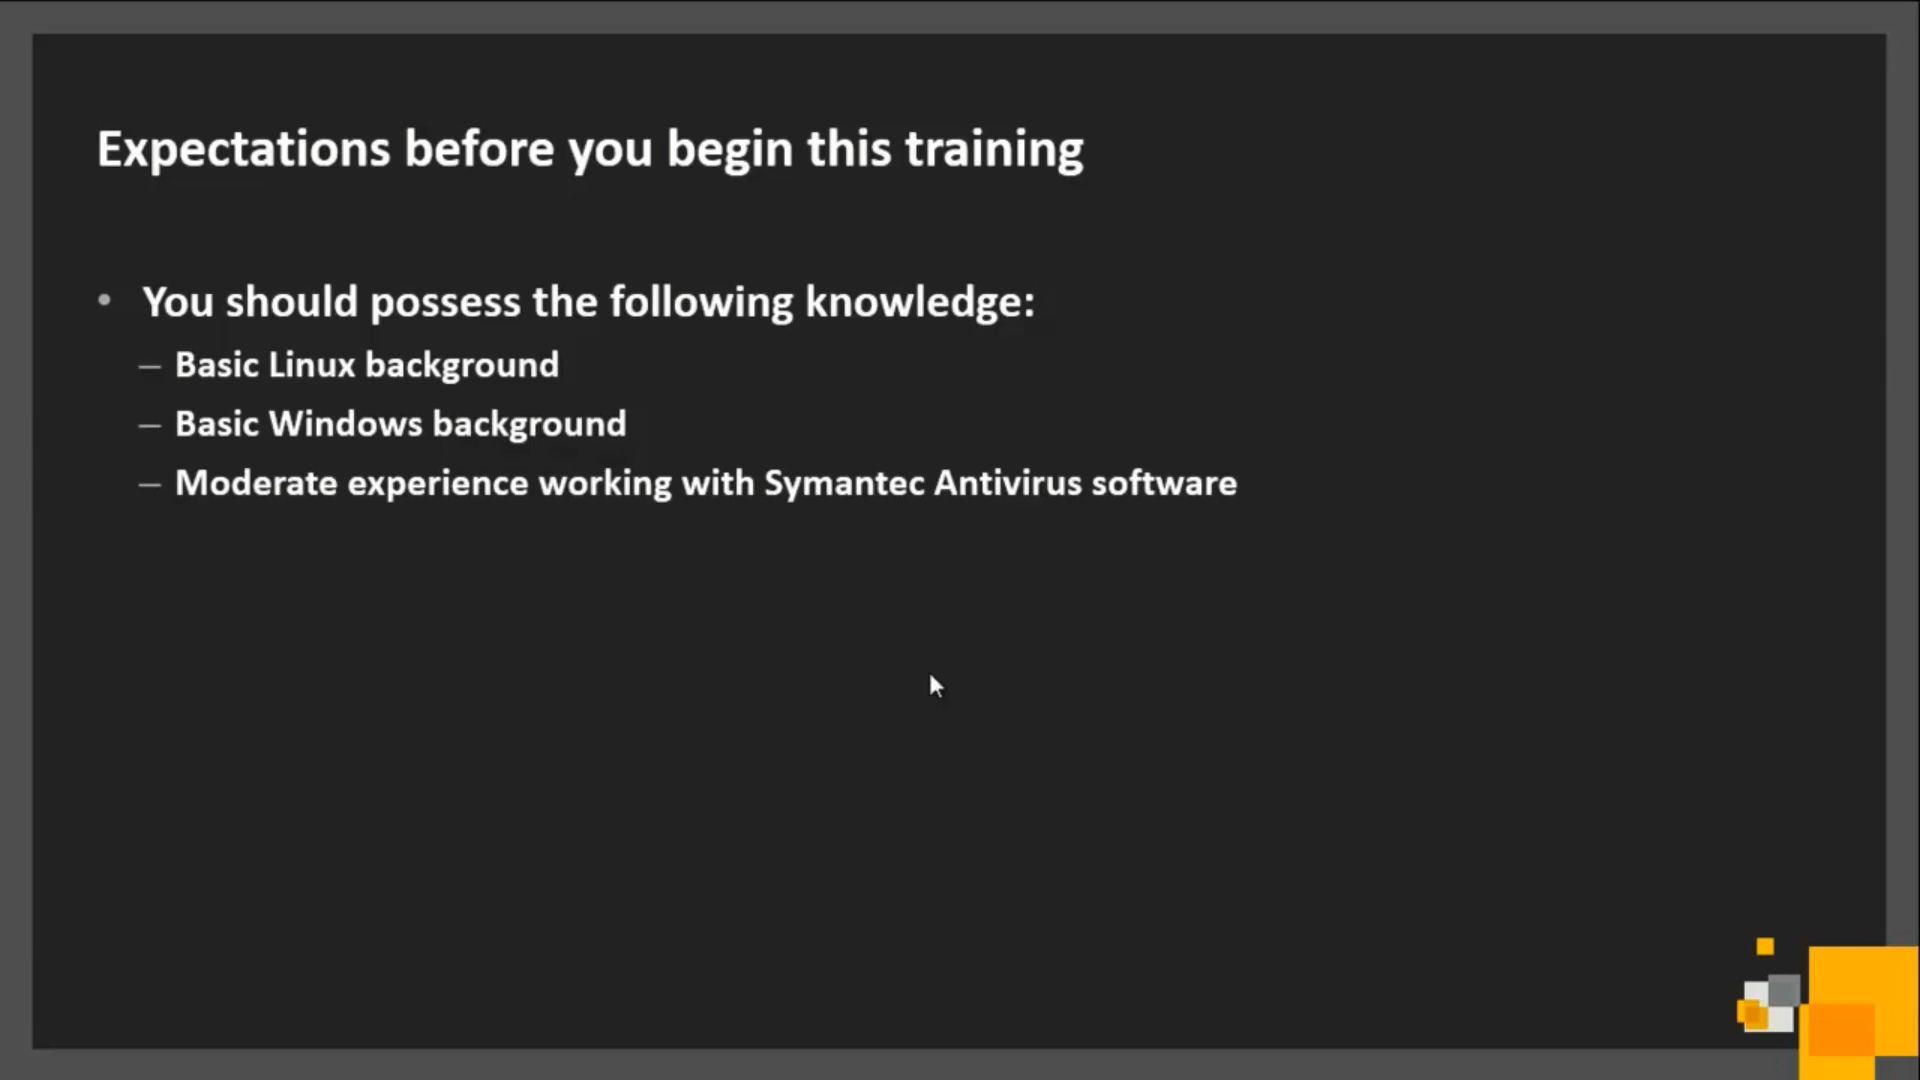 Expectations before you begin this training
• You should possess the following knowledge:
– Basic Linux background
– Basic Windows background
– Moderate experience working with Symantec Antivirus software